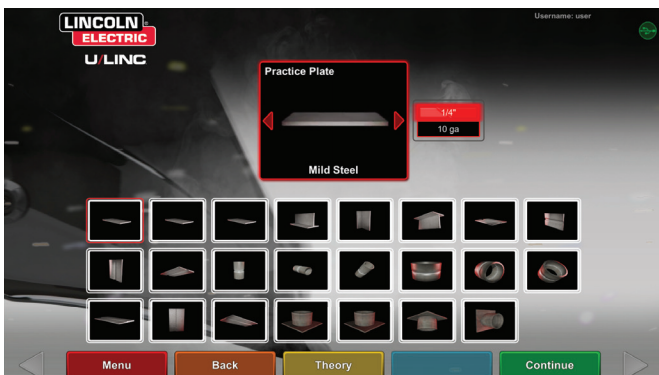 LINCOLN ®
ELECTRIC
U/LINC
Username: user
Practice Plate
Mild Steel
1/4"
10 ga
Menu
Back
Theory
Continue